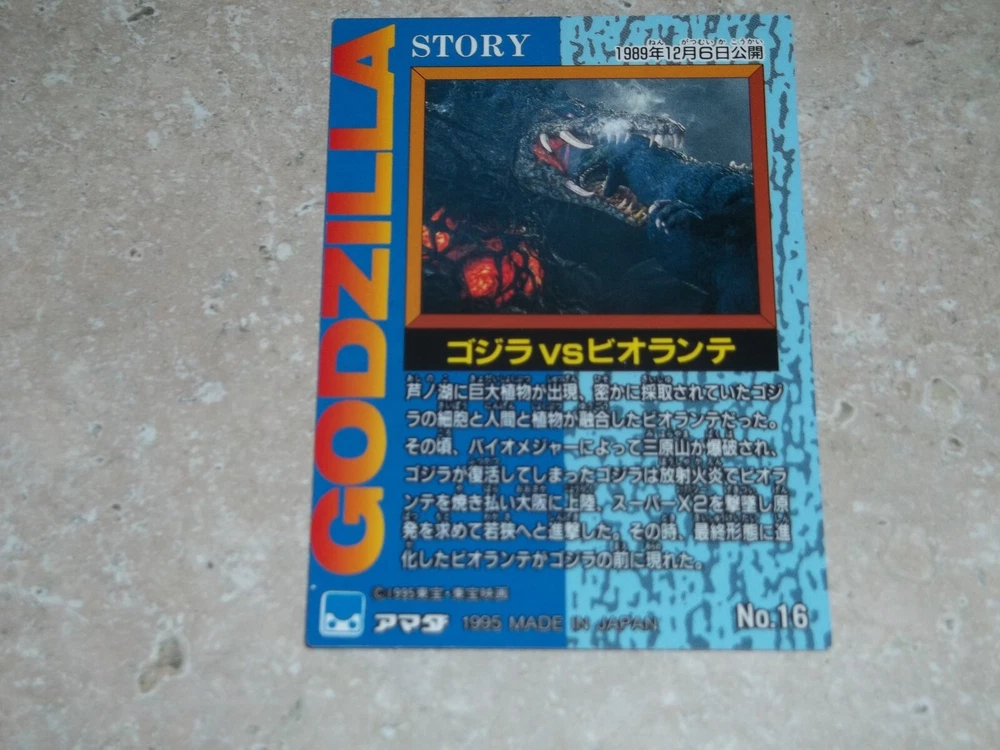 GODZILLA
STORY
1989年12月6日公開
ゴジラvsビオランテ
芦ノ湖に巨大植物が出現、密かに採取されていたゴジ
ラの細胞と人間と植物が融合したビオランテだった。
その頃、バイオメジャーによって三原山が爆破され、
ゴジラが復活してしまったゴジラは放射火炎でビオラ
ンテを焼き払い大阪に上陸、スーパーX2を撃墜し原
発を求めて若狭へと進撃した。その時、最終形態に進
化したビオランテがゴジラの前に現れた。
©1995東宝・東宝映画
アマダ 1995 MADE IN JAPAN
No.16